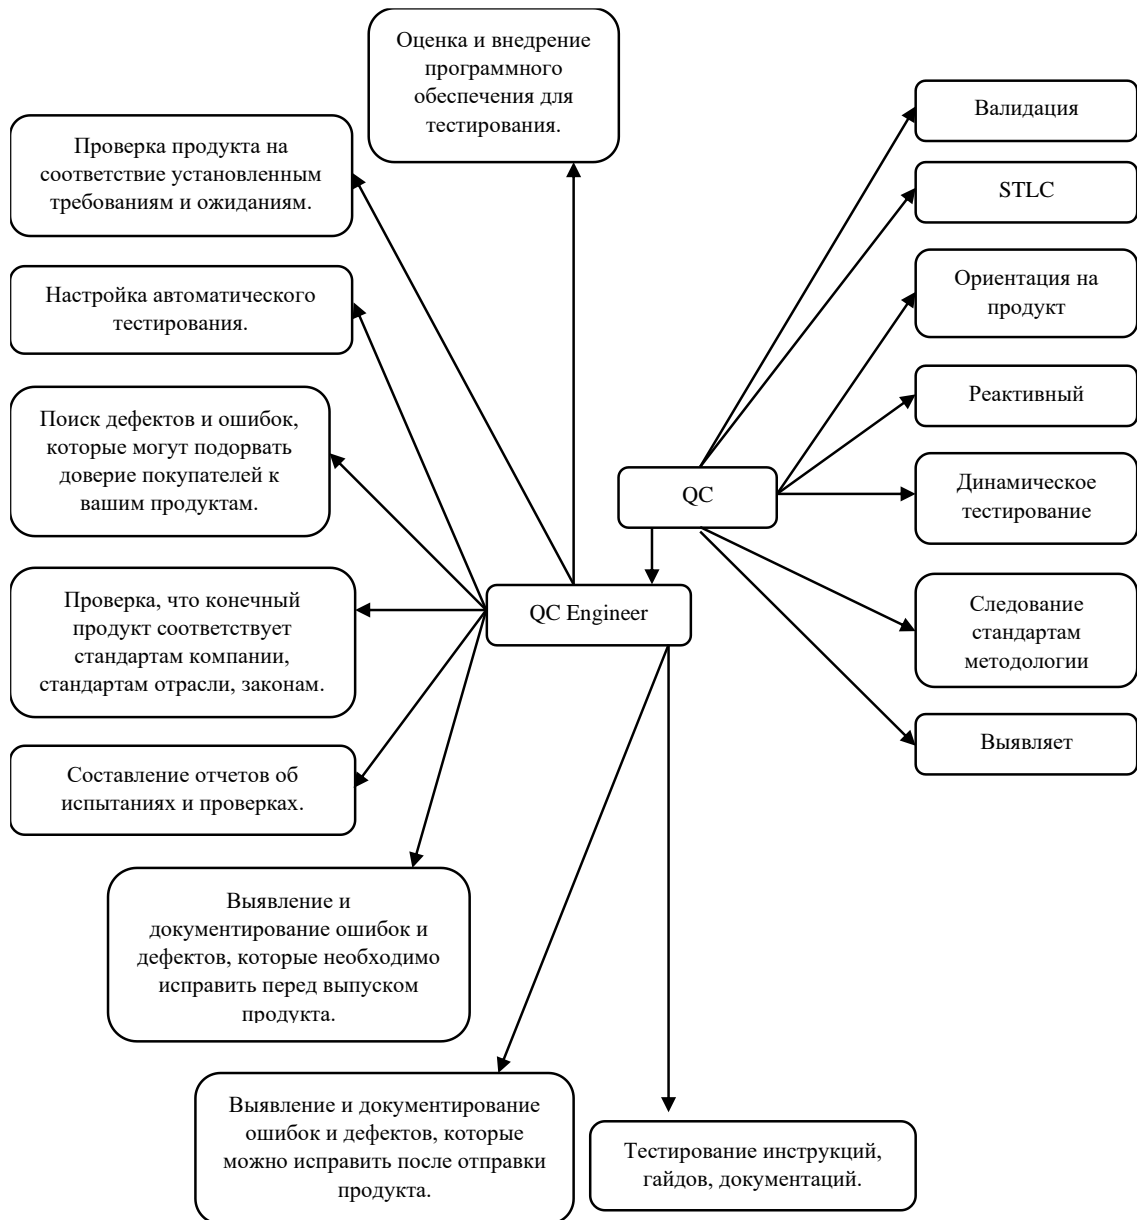 Оценка и внедрение
программного
обеспечения для
тестирования.
Проверка продукта на
соответствие установленным
требованиям и ожиданиям.
Настройка автоматического
тестирования.
Поиск дефектов и ошибок,
которые могут подорвать
доверие покупателей к
вашим продуктам.
Проверка, что конечный
продукт соответствует
стандартам компании,
стандартам отрасли, законам.
Составление отчетов об
испытаниях и проверках.
Выявление и
документирование ошибок и
дефектов, которые необходимо
исправить перед выпуском
продукта.
Выявление и документирование
ошибок и дефектов, которые
можно исправить после отправки
продукта.
Тестирование инструкций,
гайдов, документаций.
QC Engineer
QC
Валидация
STLC
Ориентация на
продукт
Реактивный
Динамическое
тестирование
Следование
стандартам
методологии
Выявляет